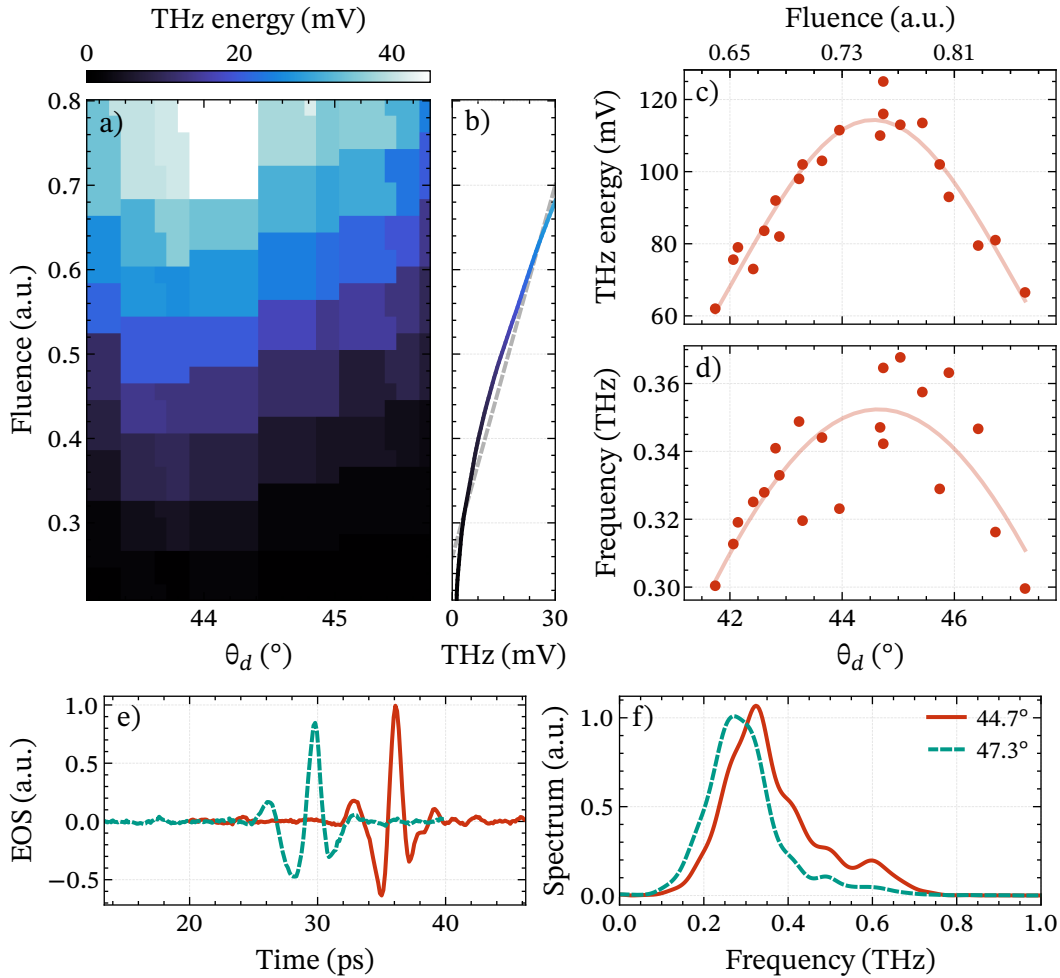 THz energy (mV)
0 20 40
a)
b)
0.8
0.7
0.6
0.5
0.4
0.3
Fluence (a.u.)
44 45
θd (°)
0 30
THz (mV)
Fluence (a.u.)
0.65 0.73 0.81
c)
120
100
80
60
THz energy (mV)
d)
0.36
0.34
0.32
0.30
Frequency (THz)
42 44 46
θd (°)
e)
1.0
0.5
0.0
−0.5
EOS (a.u.)
20 30 40
Time (ps)
f)
44.7°
47.3°
1.0
0.5
0.0
Spectrum (a.u.)
0.0 0.2 0.4 0.6 0.8 1.0
Frequency (THz)